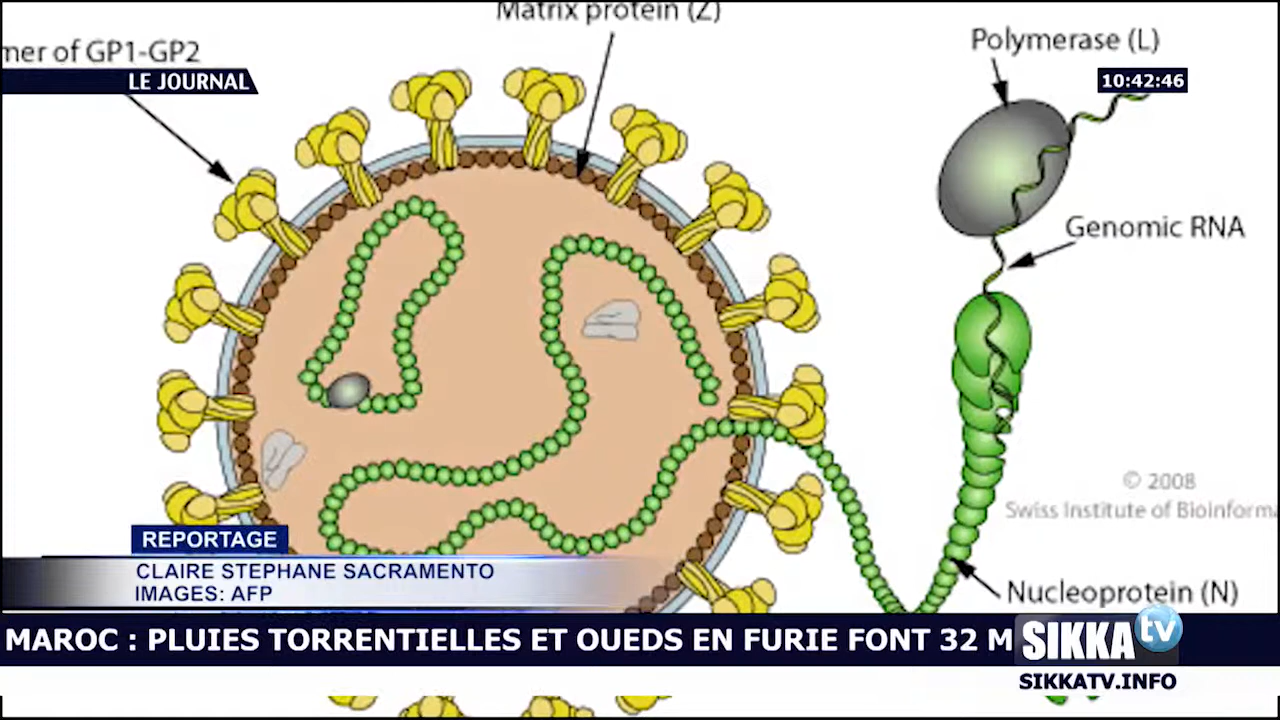 Matrix protein (Z)
mer of GP1-GP2
Polymerase (L)
LE JOURNAL
10:42:46
Genomic RNA
© 2008
Swiss Institute of Bioinforma
REPORTAGE
CLAIRE STEPHANE SACRAMENTO
IMAGES: AFP
Nucleoprotein (N)
MAROC : PLUIES TORRENTIELLES ET OUEDS EN FURIE FONT 32 M
SIKKA tv
SIKKATV.INFO